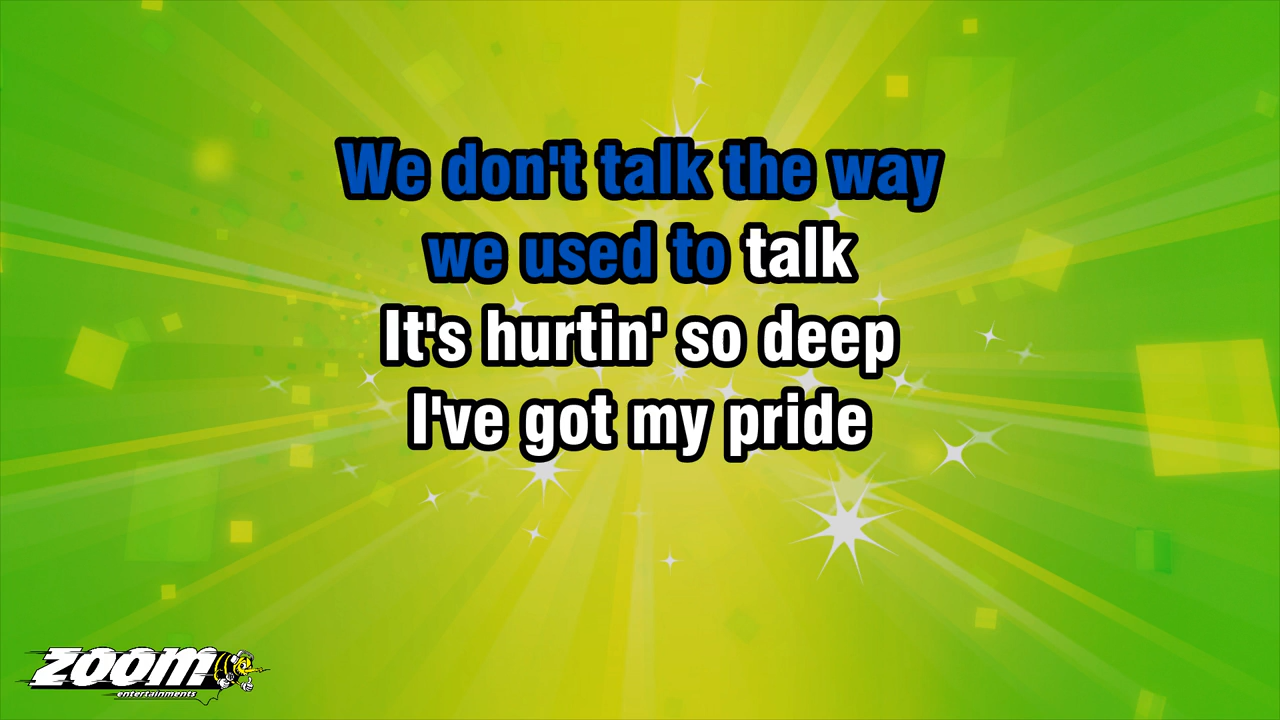 We don't talk the way
we used to talk
It's hurtin' so deep
I've got my pride
zoom
entertainments